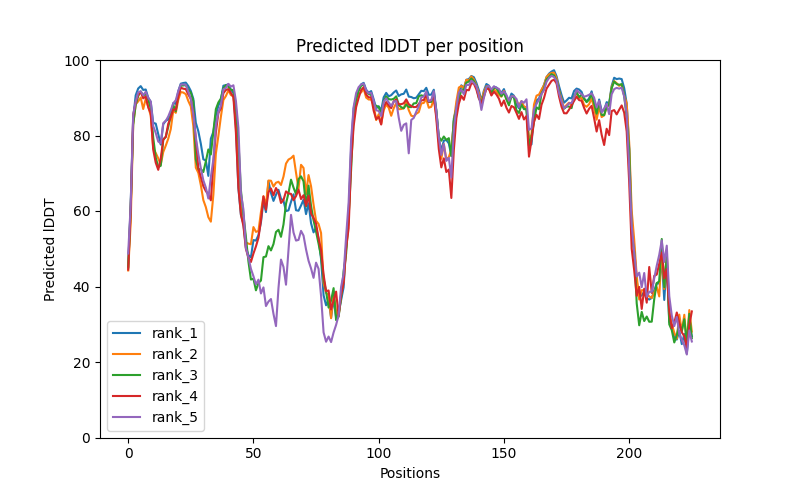 Predicted lDDT per position
Predicted lDDT
100
80
60
40
20
0
rank_1
rank_2
rank_3
rank_4
rank_5
0 50 100 150 200
Positions